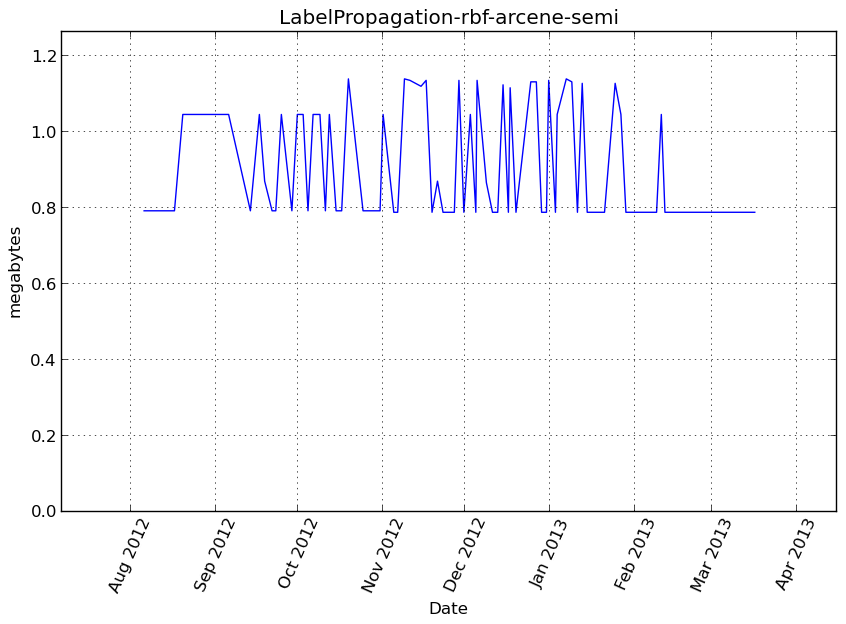 LabelPropagation-rbf-arcene-semi
megabytes
1.2
1.0
0.8
0.6
0.4
0.2
0.0
Aug 2012
Sep 2012
Oct 2012
Nov 2012
Dec 2012
Jan 2013
Feb 2013
Mar 2013
Apr 2013
Date